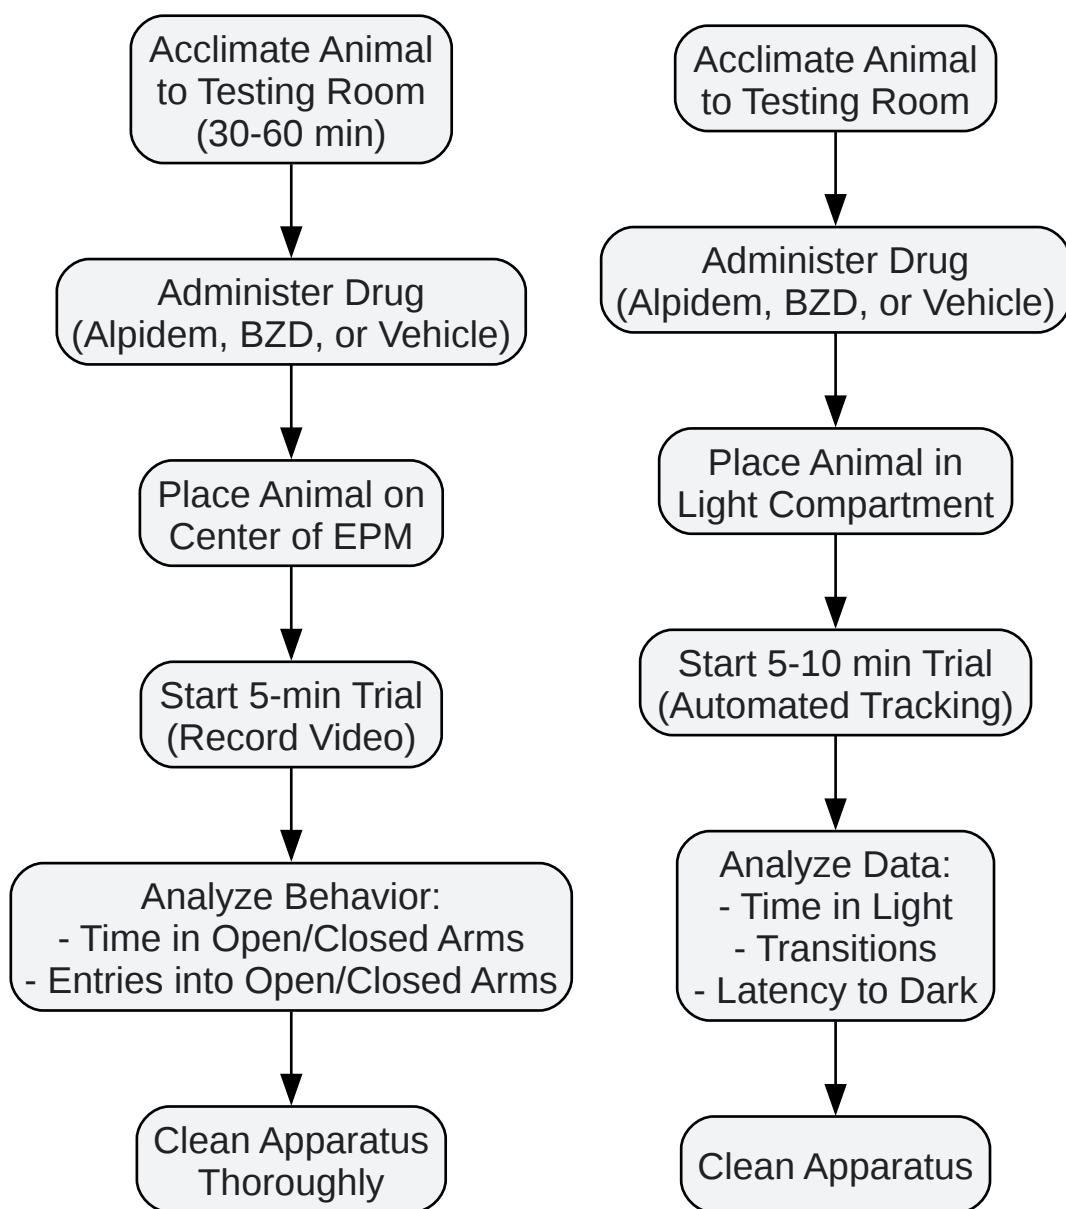 Acclimate Animal
to Testing Room
(30-60 min)
Administer Drug
(Alpidem, BZD, or Vehicle)
Place Animal on
Center of EPM
Start 5-min Trial
(Record Video)
Analyze Behavior:
- Time in Open/Closed Arms
- Entries into Open/Closed Arms
Clean Apparatus
Thoroughly
Acclimate Animal
to Testing Room
Administer Drug
(Alpidem, BZD, or Vehicle)
Place Animal in
Light Compartment
Start 5-10 min Trial
(Automated Tracking)
Analyze Data:
- Time in Light
- Transitions
- Latency to Dark
Clean Apparatus